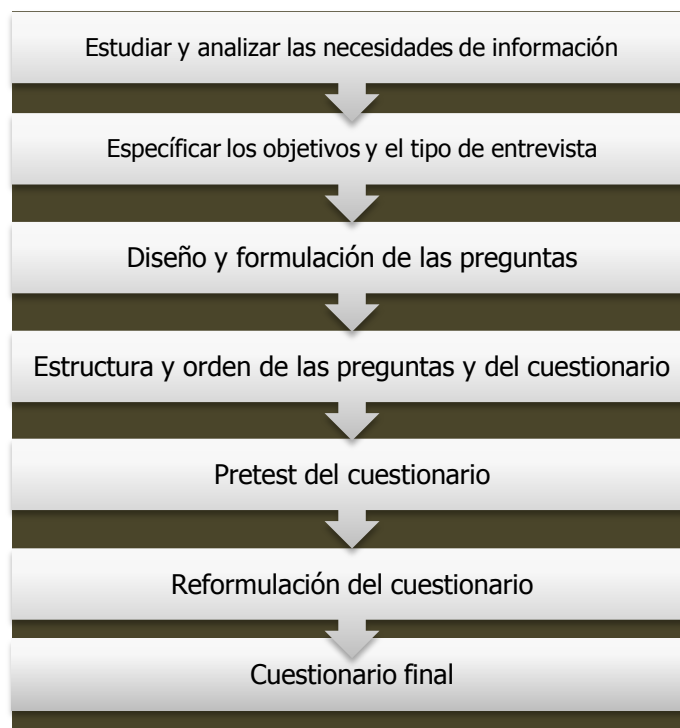 Estudiar y analizar las necesidades de información
Específicar los objetivos y el tipo de entrevista
Diseño y formulación de las preguntas
Estructura y orden de las preguntas y del cuestionario
Pretest del cuestionario
Reformulación del cuestionario
Cuestionario final